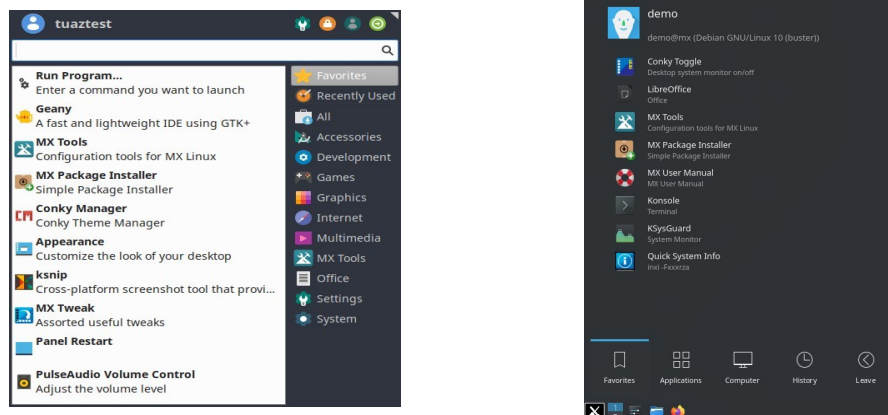 tuaztest
Run Program...
Enter a command you want to launch
Geany
A fast and lightweight IDE using GTK+
MX Tools
Configuration tools for MX Linux
MX Package Installer
Simple Package Installer
Conky Manager
Conky Theme Manager
Appearance
Customize the look of your desktop
ksnip
Cross-platform screenshot tool that provi...
MX Tweak
Assorted useful tweaks
Panel Restart
PulseAudio Volume Control
Adjust the volume level
Favorites
Recently Used
All
Accessories
Development
Games
Graphics
Internet
Multimedia
MX Tools
Office
Settings
System
demo
demo@mx (Debian GNU/Linux 10 (buster))
Conky Toggle
Desktop system monitor on/off
LibreOffice
Office
MX Tools
Configuration tools for MX Linux
MX Package Installer
Simple Package Installer
MX User Manual
MX User Manual
Konsole
Terminal
KSysGuard
System Monitor
Quick System Info
inxi -Fxxxrza
Favorites
Applications
Computer
History
Leave